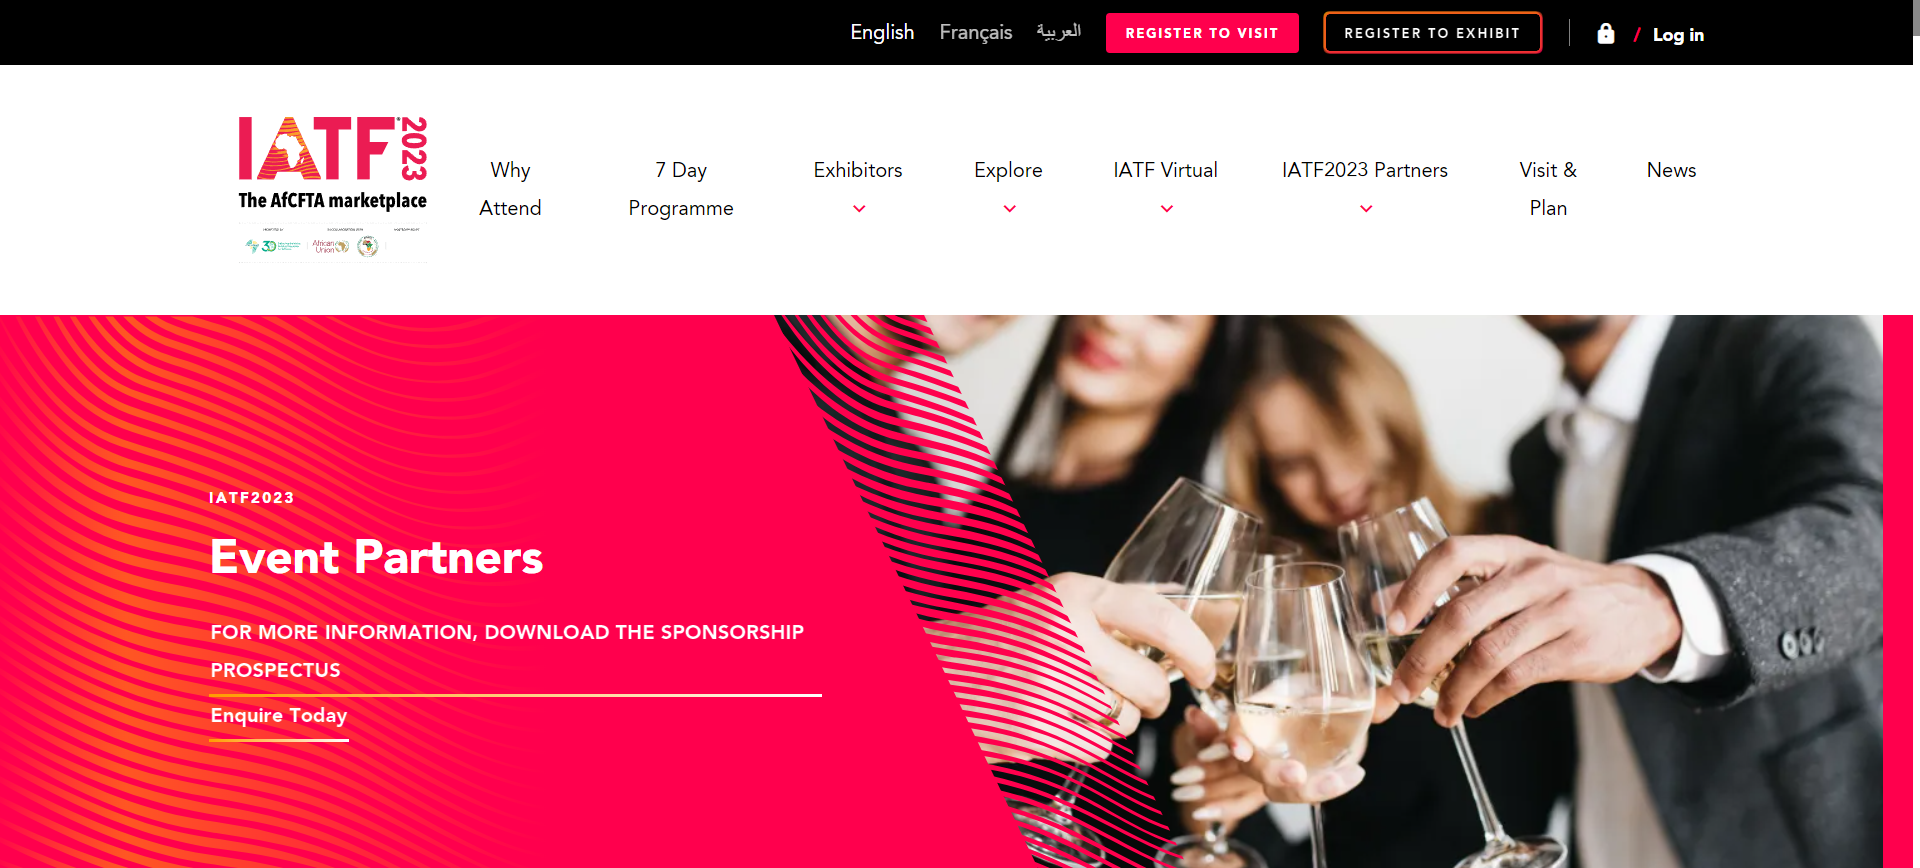 English Français العربية REGISTER TO VISIT REGISTER TO EXHIBIT / Log in
IATF 2023
The AfCFTA marketplace
African
Union
Why
Attend
7 Day
Programme
Exhibitors
Explore
IATF Virtual
IATF2023 Partners
Visit &
Plan
News
IATF2023
Event Partners
FOR MORE INFORMATION, DOWNLOAD THE SPONSORSHIP
PROSPECTUS
Enquire Today